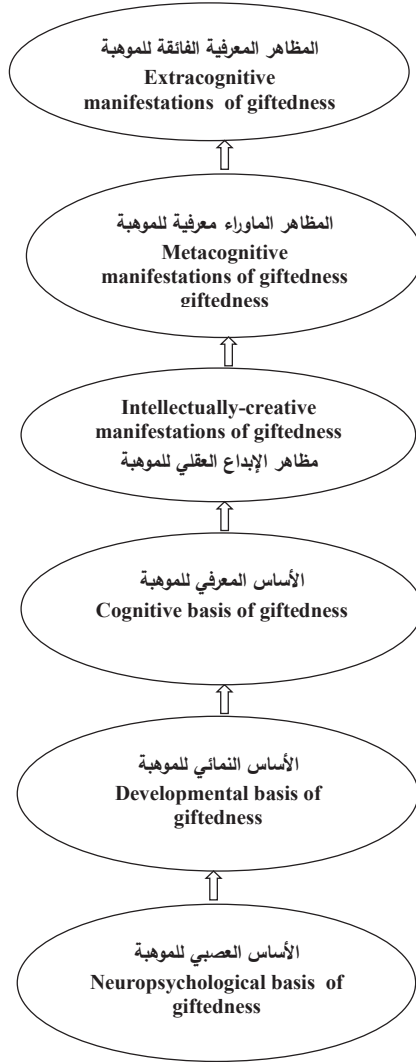 المظاهر المعرفية الفائقة للموهبة
Extracognitive
manifestations of giftedness
المظاهر الماوراء معرفية للموهبة
Metacognitive
manifestations of giftedness
giftedness
Intellectually-creative
manifestations of giftedness
مظاهر الإبداع العقلي للموهبة
الأساس المعرفي للموهبة
Cognitive basis of giftedness
الأساس النمائي للموهبة
Developmental basis of
giftedness
الأساس العصبي للموهبة
Neuropsychological basis of
giftedness